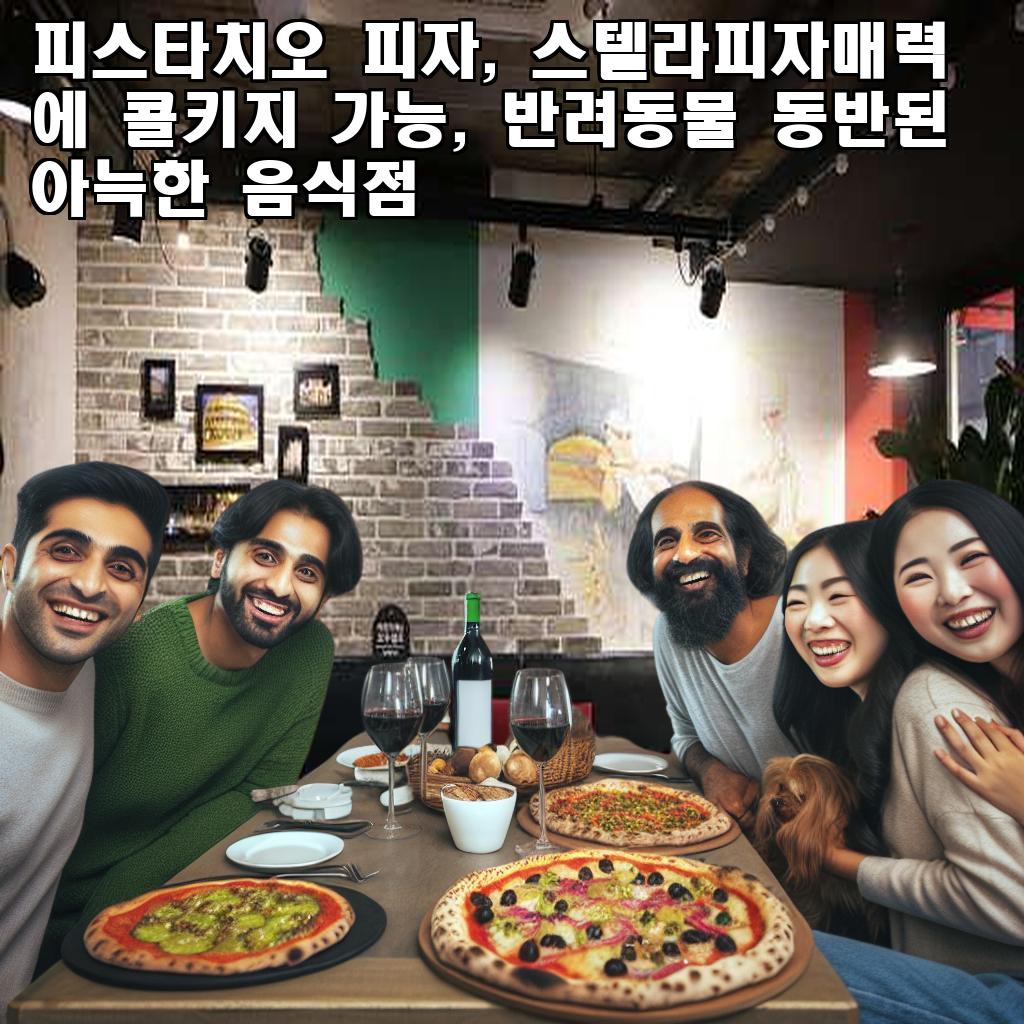 피스타치오 피자, 스텔라피자매력
에 콜키지 가능, 반려동물 동반된
아늑한 음식점